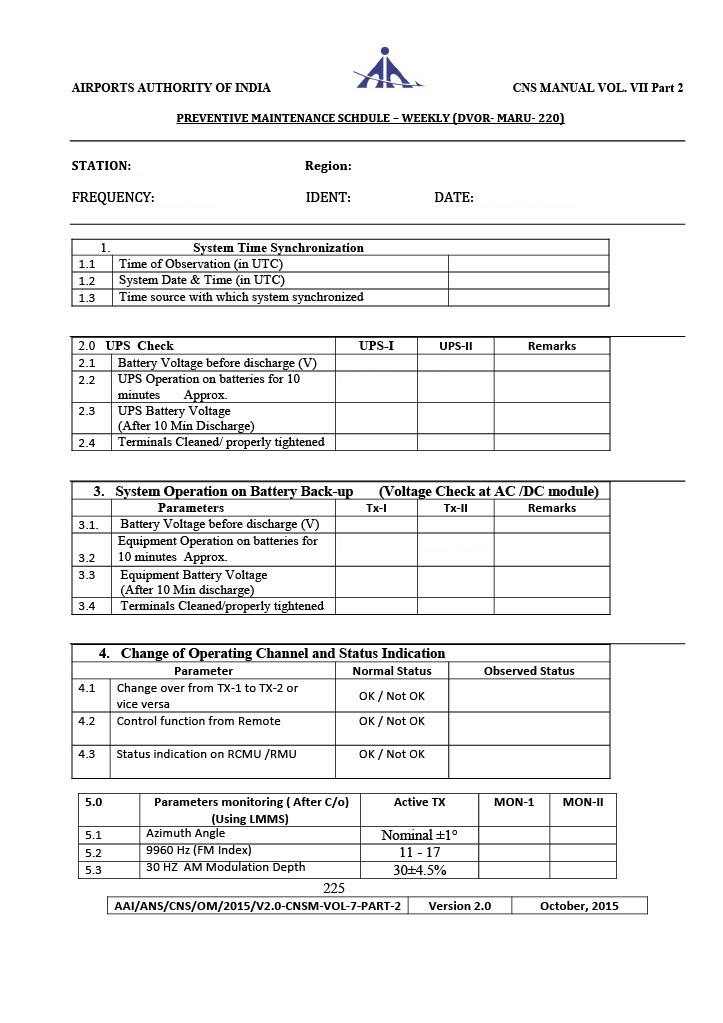 AIRPORTS AUTHORITY OF INDIA CNS MANUAL VOL. VII Part 2
PREVENTIVE MAINTENANCE SCHDULE – WEEKLY (DVOR- MARU- 220)
STATION: Region:
FREQUENCY: IDENT: DATE:
1. System Time Synchronization
1.1 Time of Observation (in UTC)
1.2 System Date & Time (in UTC)
1.3 Time source with which system synchronized
2.0 UPS Check UPS-I UPS-II Remarks
2.1 Battery Voltage before discharge (V)
2.2 UPS Operation on batteries for 10
minutes Approx.
2.3 UPS Battery Voltage
(After 10 Min Discharge)
2.4 Terminals Cleaned/ properly tightened
3. System Operation on Battery Back-up (Voltage Check at AC /DC module)
Parameters Tx-I Tx-II Remarks
3.1. Battery Voltage before discharge (V)
Equipment Operation on batteries for
3.2 10 minutes Approx.
3.3 Equipment Battery Voltage
(After 10 Min discharge)
3.4 Terminals Cleaned/properly tightened
4. Change of Operating Channel and Status Indication
Parameter Normal Status Observed Status
4.1 Change over from TX-1 to TX-2 or
vice versa OK / Not OK
4.2 Control function from Remote OK / Not OK
4.3 Status indication on RCMU /RMU OK / Not OK
5.0 Parameters monitoring ( After C/o) Active TX MON-1 MON-II
(Using LMMS)
5.1 Azimuth Angle Nominal ±1°
5.2 9960 Hz (FM Index) 11 - 17
5.3 30 HZ AM Modulation Depth 30±4.5%
225
AAI/ANS/CNS/OM/2015/V2.0-CNSM-VOL-7-PART-2 Version 2.0 October, 2015